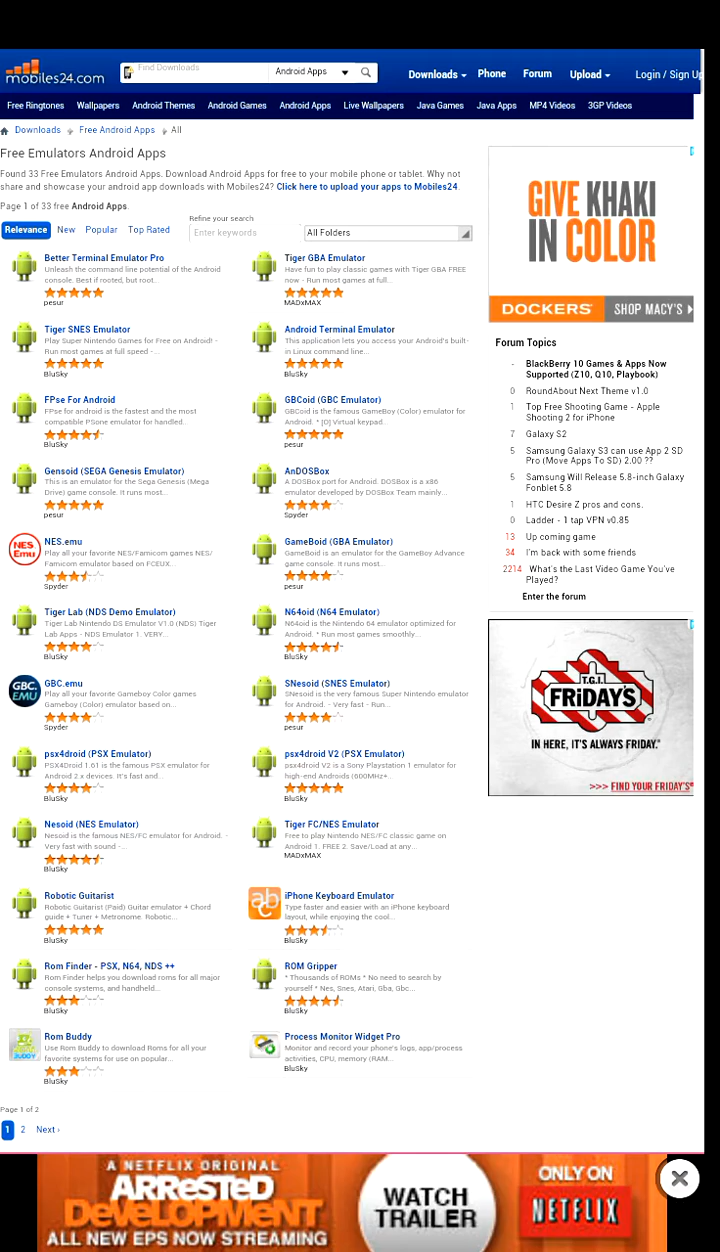 mobiles24.com
Find Downloads
Android Apps
Downloads
Phone
Forum
Upload
Login / Sign Up
Free Ringtones
Wallpapers
Android Themes
Android Games
Android Apps
Live Wallpapers
Java Games
Java Apps
MP4 Videos
3GP Videos
Downloads
Free Android Apps
All
Free Emulators Android Apps
Found 33 Free Emulators Android Apps. Download Android Apps for free to your mobile phone or tablet. Why not
share and showcase your android app downloads with Mobiles24? Click here to upload your apps to Mobiles24.
Page 1 of 33 free Android Apps.
Relevance
New
Popular
Top Rated
Refine your search
Enter keywords
All Folders
Better Terminal Emulator Pro
Unleash the command line potential of the Android
console. Best if rooted, but root...
pesur
Tiger GBA Emulator
Have fun to play classic games with Tiger GBA FREE
now - Run most games at full...
MADxMAX
Tiger SNES Emulator
Play Super Nintendo Games for Free on Android! -
Run most games at full speed - ...
BluSky
Android Terminal Emulator
This application lets you access your Android's built-
in Linux command line...
BluSky
FPse For Android
FPse for android is the fastest and the most
compatible PSone emulator for handled..
BluSky
GBCoid (GBC Emulator)
GBCoid is the famous GameBoy (Color) emulator for
Android. * [D] Virtual keypad...
pesur
Gensoid (SEGA Genesis Emulator)
This is an emulator for the Sega Genesis (Mega
Drive) game console. It runs most...
pesur
AnDOSBox
A DOSBox port for Android. DOSBox is a x86
emulator developed by DOSBox Team mainly...
Spyder
NES Emu
NES.emu
Play all your favorite NES/Famicom games NES/
Famicom emulator based on FCEUX...
Spyder
GameBoid (GBA Emulator)
GameBoid is an emulator for the GameBoy Advance
game console. It runs most...
pesur
Tiger Lab (NDS Demo Emulator)
Tiger Lab Nintendo DS Emulator V1.0 (NDS) Tiger
Lab Apps - NDS Emulator 1. VERY...
BluSky
N64oid (N64 Emulator)
N64oid is the Nintendo 64 emulator optimized for
Android. * Run most games smoothly...
BluSky
GBC. EMU
GBC.emu
Play all your favorite Gameboy Color games
Gameboy (Color) emulator based on...
Spyder
SNesoid (SNES Emulator)
SNesoid is the very famous Super Nintendo emulator
for Android. - Very fast - Run...
pesur
psx4droid (PSX Emulator)
PSX4Droid 1.61 is the famous PSX emulator for
Android 2.x devices. It's fast and...
BluSky
psx4droid V2 (PSX Emulator)
psx4droid V2 is a Sony Playstation 1 emulator for
high-end Androids (600MHz+..
BluSky
Nesoid (NES Emulator)
Nesoid is the famous NES/FC emulator for Android. -
Very fast with sound -...
BluSky
Tiger FC/NES Emulator
Free to play Nintendo NES/FC classic game on
Android 1. FREE 2. Save/Load at any...
MADxMAX
Robotic Guitarist
Robotic Guitarist (Paid) Guitar emulator + Chord
guide + Tuner + Metronome Robotic...
BluSky
abc
iPhone Keyboard Emulator
Type faster and easier with an iPhone keyboard
layout, while enjoying the cool...
BluSky
Rom Finder - PSX, N64, NDS ++
Rom Finder helps you download roms for all major
console systems, and handheld...
BluSky
ROM Gripper
* Thousands of ROMs * No need to search by
yourself * Nes, Snes, Atari, Gba, Gbc...
BluSky
BUDDY
Rom Buddy
Use Rom Buddy to download Roms for all your
favorite systems for use on popular...
BluSky
Process Monitor Widget Pro
Monitor and record your phone's logs, app/process
activities, CPU, memory (RAM...
BluSky
Page 1 of 2
1
2
Next ›
GIVE KHAKI
IN COLOR
DOCKERS
SHOP MACY'S
Forum Topics
- BlackBerry 10 Games & Apps Now
Supported (Z10, Q10, Playbook)
0 RoundAbout Next Theme v1.0
1 Top Free Shooting Game - Apple
Shooting 2 for iPhone
7 Galaxy S2
5 Samsung Galaxy S3 can use App 2 SD
Pro (Move Apps To SD) 2.00 ??
5 Samsung Will Release 5.8-inch Galaxy
Fonblet 5.8
1 HTC Desire Z pros and cons.
0 Ladder - 1 tap VPN v0.85
13 Up coming game
34 I'm back with some friends
2214 What's the Last Video Game You've
Played?
Enter the forum
T.G.I.
FRiDAY'S
IN HERE, IT'S ALWAYS FRIDAY.
>>> FIND YOUR FRIDAY'S
A NETFLIX ORIGINAL
ARReSTeD
DeVeLOPMeNT
ALL NEW EPS NOW STREAMING
WATCH
TRAILER
ONLY ON
NETFLIX